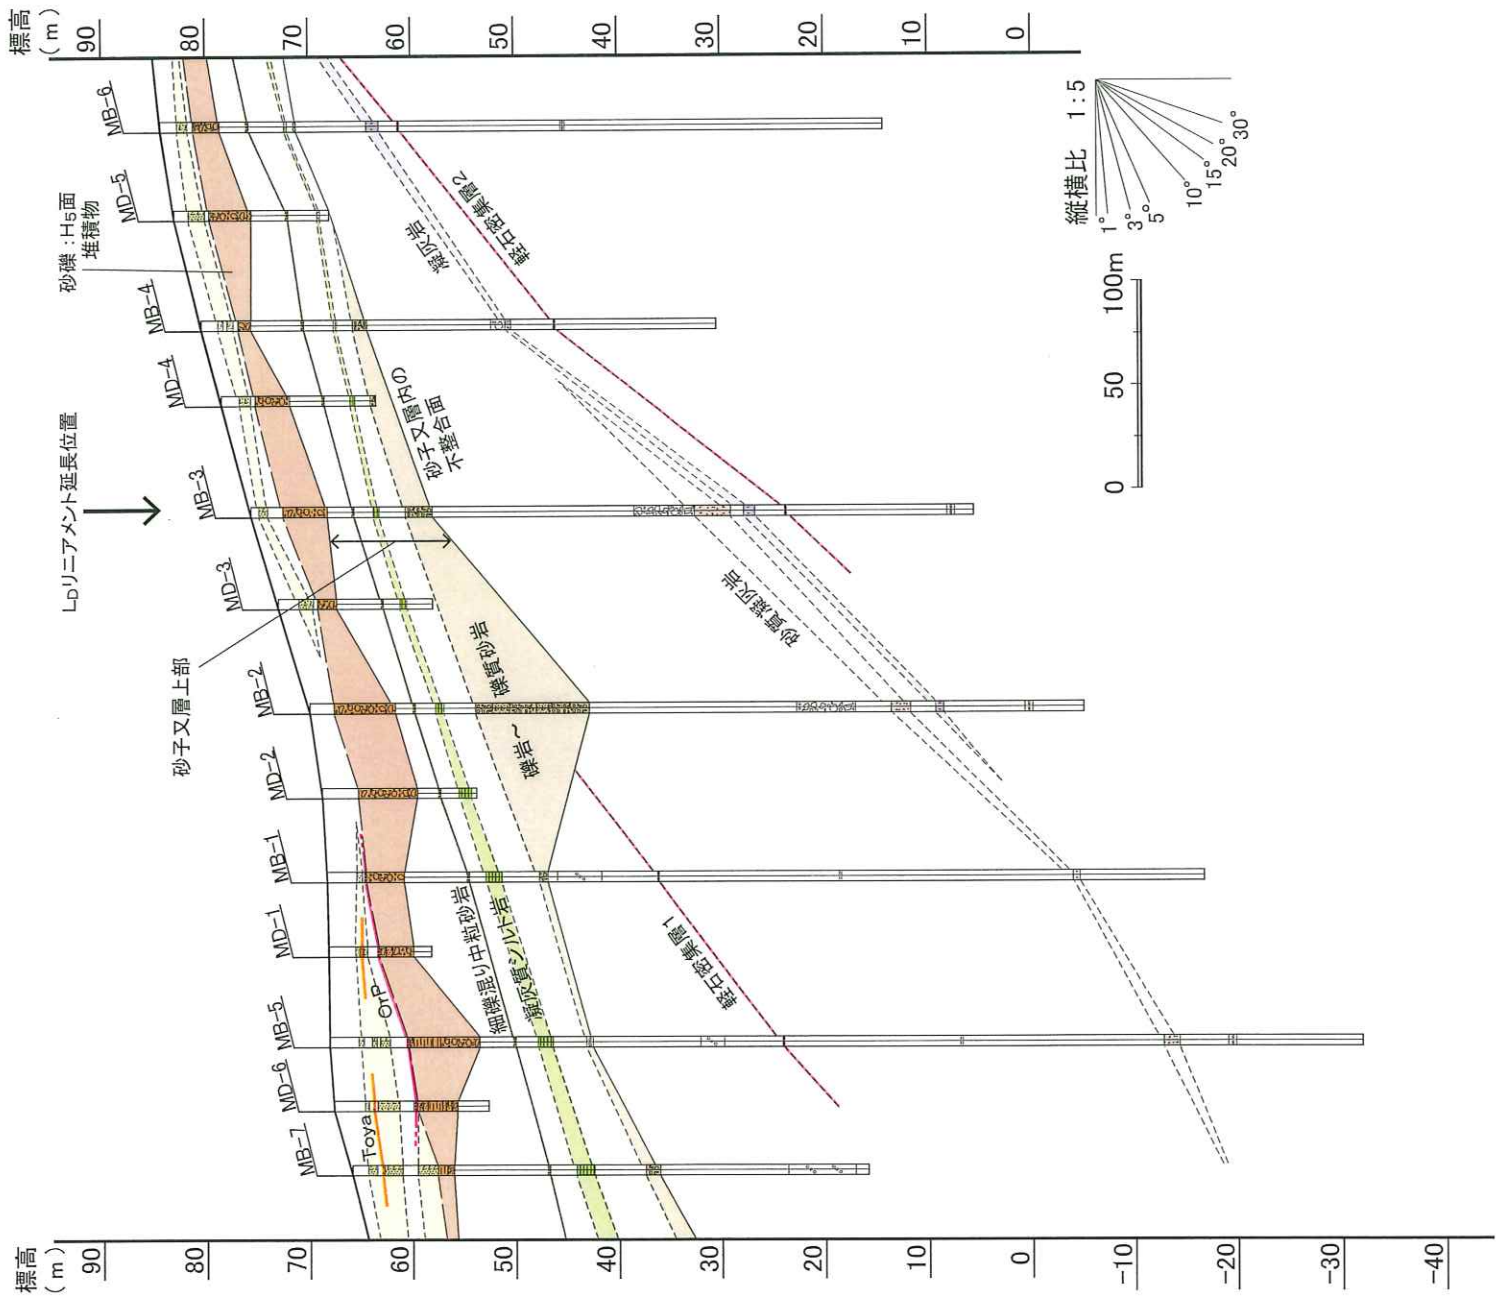 標高
(m)
90
80
70
60
50
40
30
20
10
0
MB-6
MD-5
MB-4
MD-4
MB-3
MD-3
MB-2
MD-2
MB-1
MD-1
MB-5
MD-6
MB-7
砂礫:H5面
堆積物
LDリニアメント延長位置
砂子又層上部
凝灰岩
軽石密集層2
砂子又層内の
不整合面
砂質凝灰岩
礫岩~
礫質砂岩
細礫混り中粒砂岩
凝灰質シルト岩
軽石密集層1
OrP
Toya
縦横比 1:5
1°
3°
5°
10°
15°
20°
30°
0
50
100m
標高
(m)
90
80
70
60
50
40
30
20
10
0
-10
-20
-30
-40